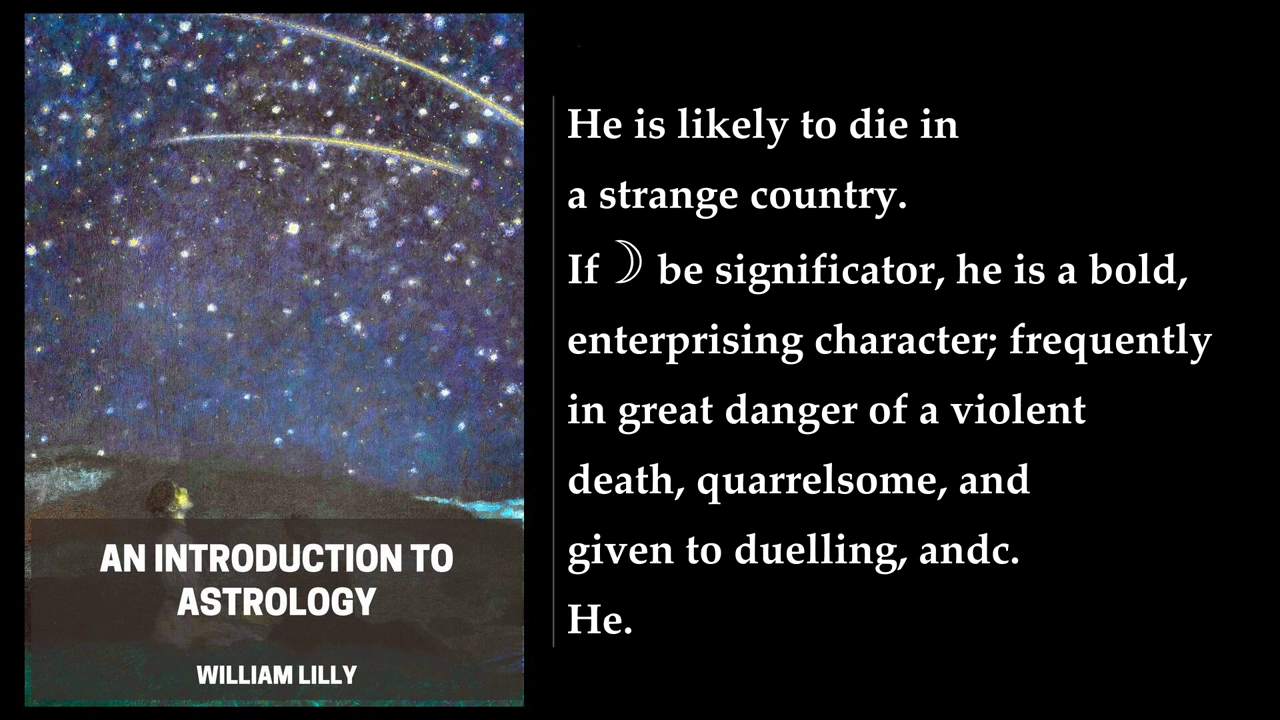 AN INTRODUCTION TO
ASTROLOGY
WILLIAM LILLY
He is likely to die in
a strange country.
If ☽ be significator, he is a bold,
enterprising character; frequently
in great danger of a violent
death, quarrelsome, and
given to duelling, andc.
He.